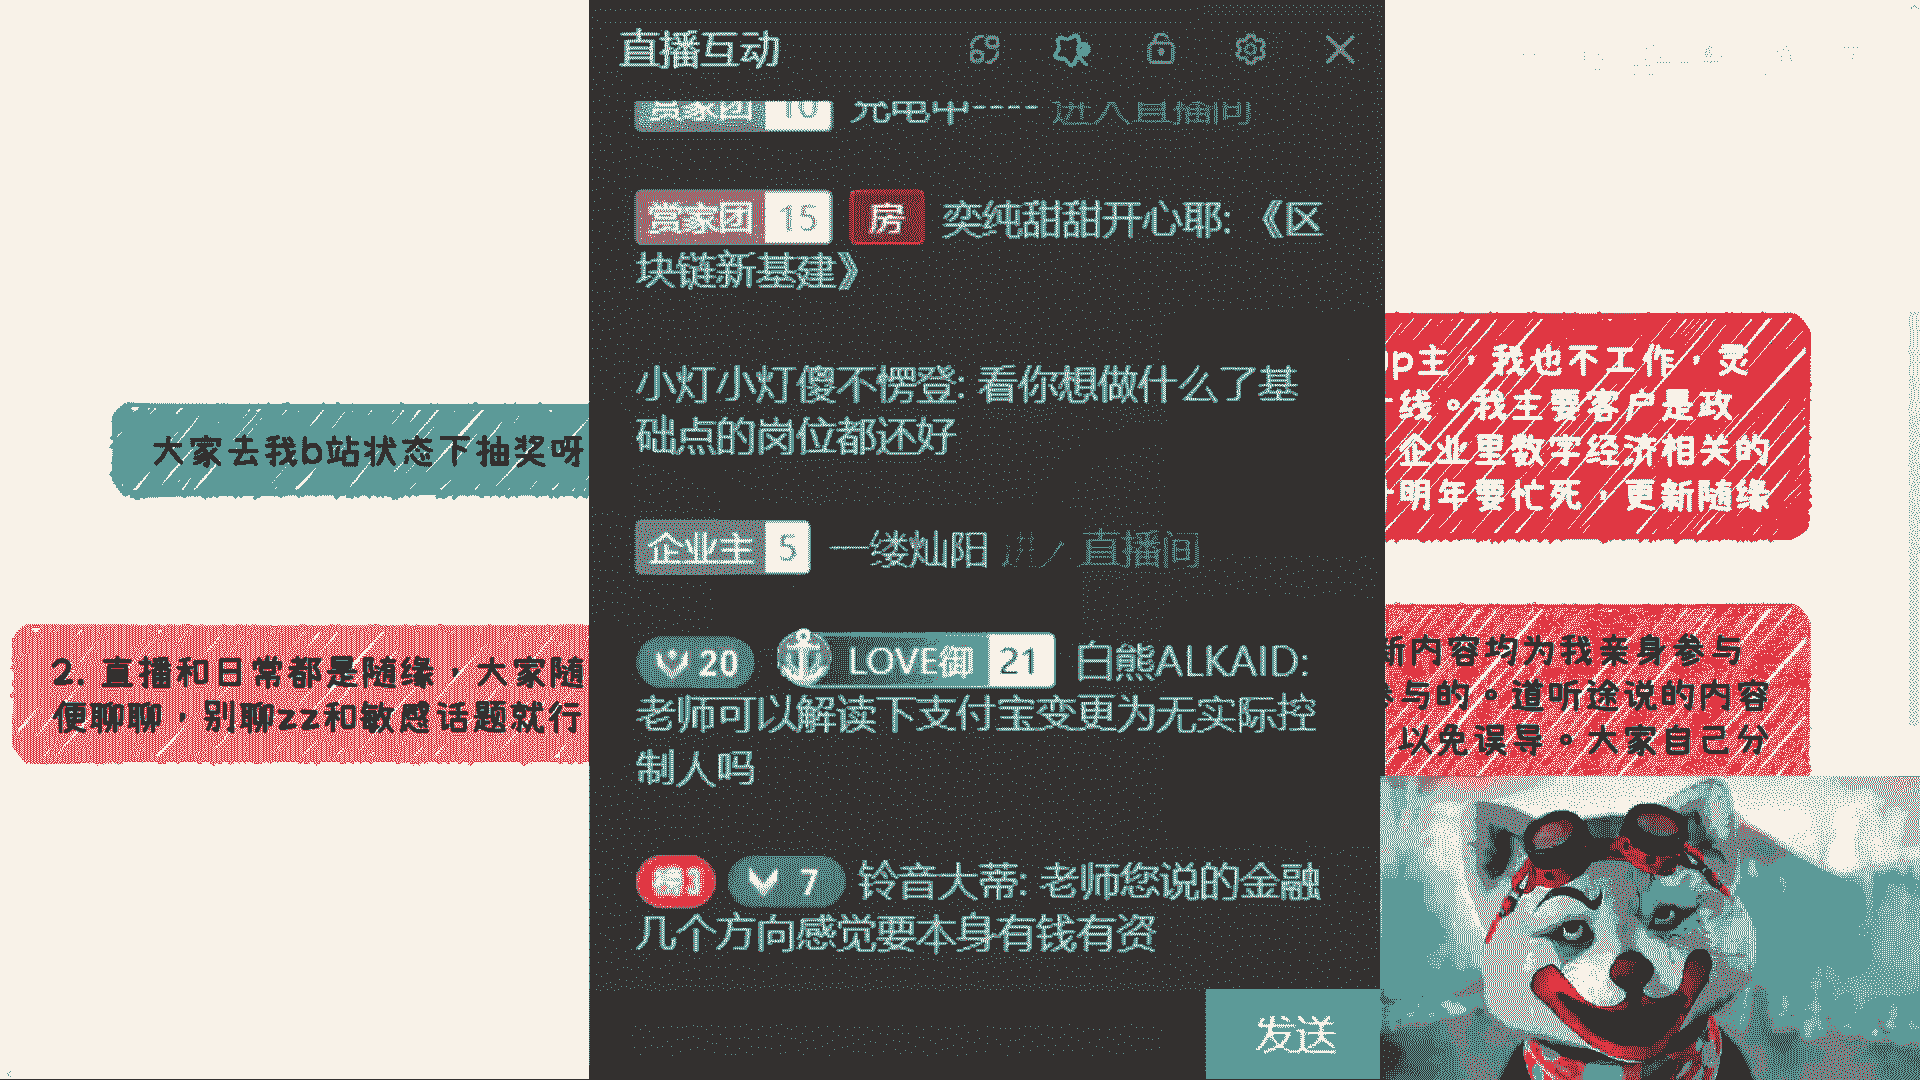 直播互动
赏家团 10 充电中---- 进入直播间
赏家团 15 房 奕纯甜甜开心耶: 《区
块链新基建》
小灯小灯傻不愣登: 看你想做什么了基
础点的岗位都还好
企业主 5 一缕灿阳 进入直播间
20 LOVE御 21 白熊ALKAID:
老师可以解读下支付宝变更为无实际控
制人吗
榜3 7 铃音大蒂: 老师您说的金融
几个方向感觉要本身有钱有资
发送
大家去我b站状态下抽奖呀
2. 直播和日常都是随缘，大家随
便聊聊，别聊zz和敏感话题就行
p主，我也不工作，灵
线。我主要客户是政
企业里数字经济相关的
明年要忙死，更新随缘
新内容均为我亲身参与
参与的。道听途说的内容
以免误导。大家自己分